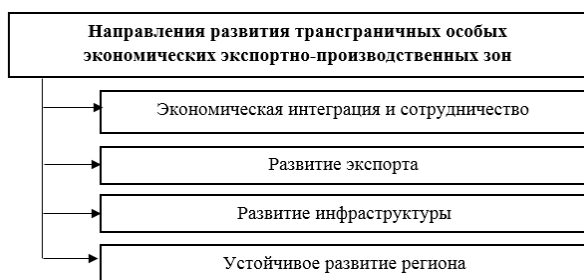 Направления развития трансграничных особых
экономических экспортно-производственных зон
Экономическая интеграция и сотрудничество
Развитие экспорта
Развитие инфраструктуры
Устойчивое развитие региона